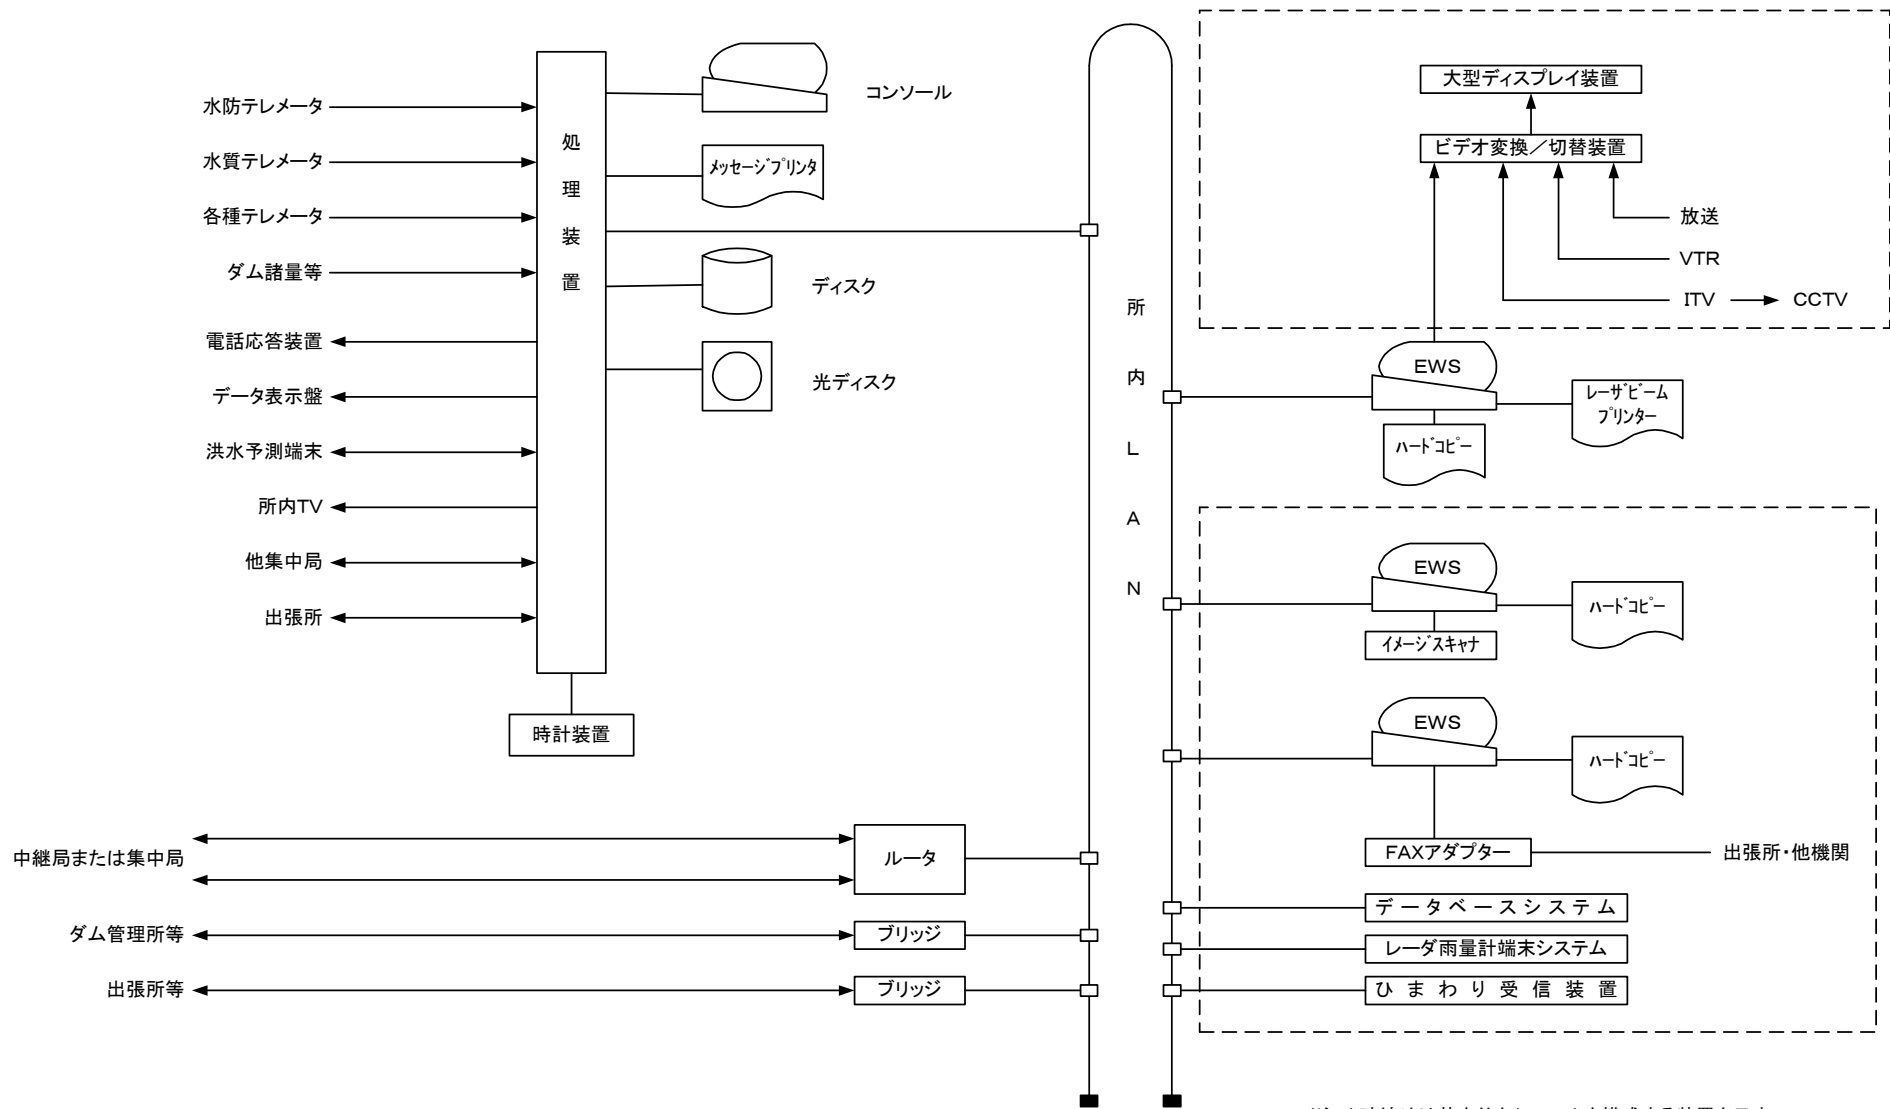 水防テレメータ
水質テレメータ
各種テレメータ
ダム諸量等
電話応答装置
データ表示盤
洪水予測端末
所内TV
他集中局
出張所
処理装置
時計装置
コンソール
メッセージプリンタ
ディスク
光ディスク
所内LAN
大型ディスプレイ装置
ビデオ変換／切替装置
放送
VTR
ITV
CCTV
EWS
レーザビーム
プリンター
ハードコピー
EWS
ハードコピー
イメージスキャナ
EWS
ハードコピー
FAXアダプター
出張所・他機関
データベースシステム
レーダ雨量計端末システム
ひまわり受信装置
中継局または集中局
ルータ
ダム管理所等
ブリッジ
出張所等
ブリッジ